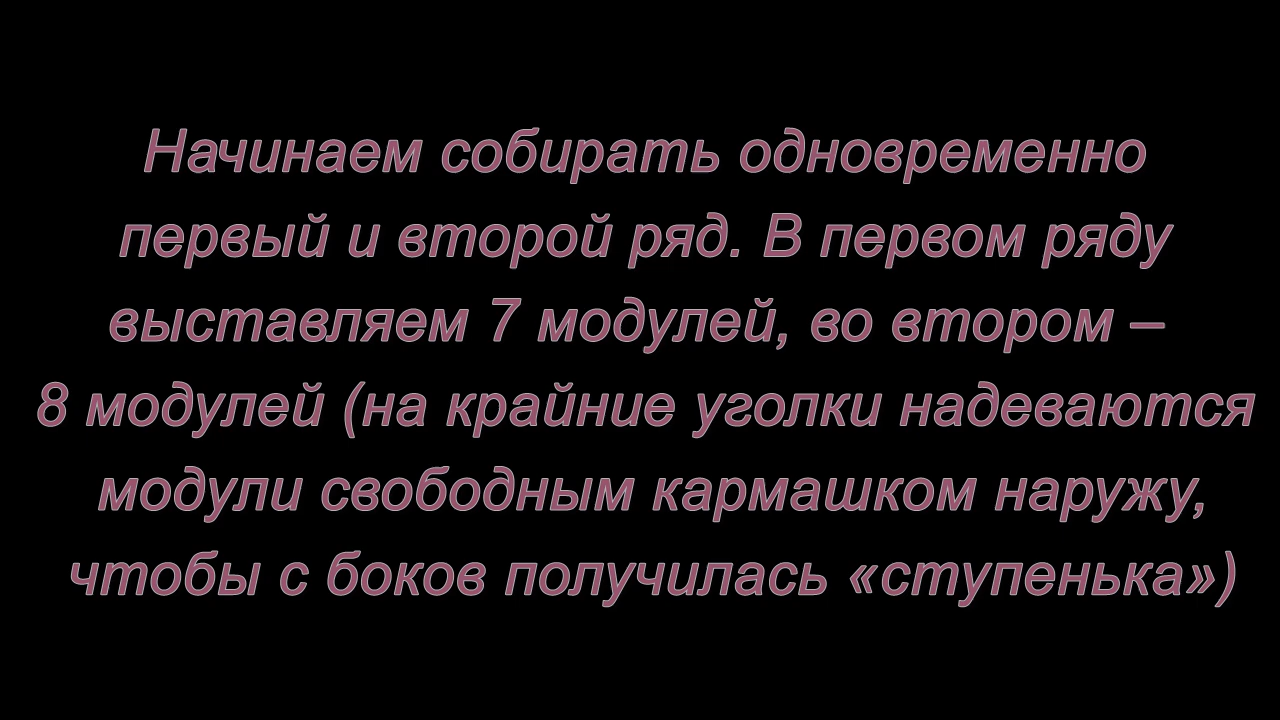 Начинаем собирать одновременно
первый и второй ряд. В первом ряду
выставляем 7 модулей, во втором –
8 модулей (на крайние уголки надеваются
модули свободным кармашком наружу,
чтобы с боков получилась «ступенька»)